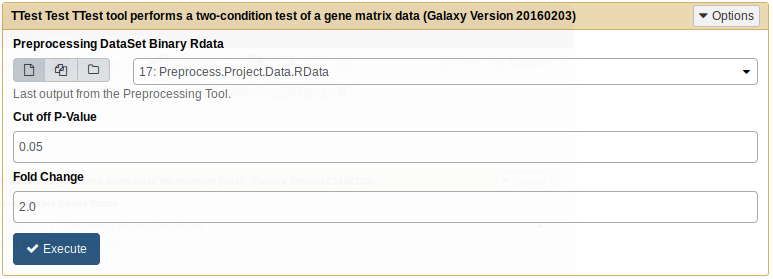 TTest Test TTest tool performs a two-condition test of a gene matrix data (Galaxy Version 20160203)
Options
Preprocessing DataSet Binary Rdata
17: Preprocess.Project.Data.RData
Last output from the Preprocessing Tool.
Cut off P-Value
0.05
Fold Change
2.0
Execute